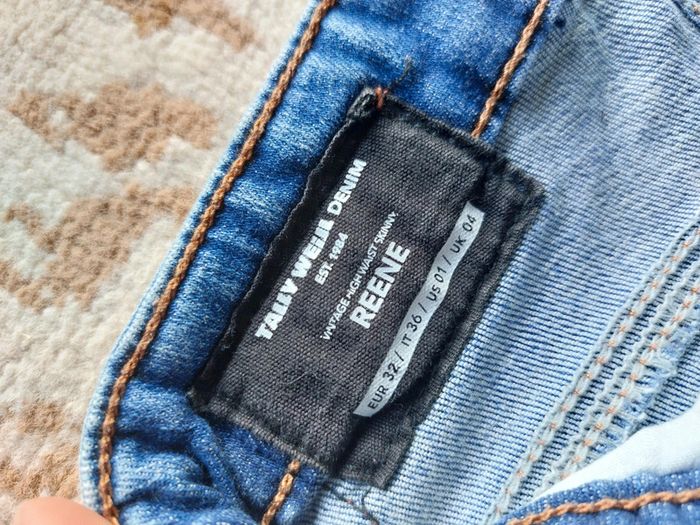 TALLY WEiJL DENIM
EST. 1984
VINTAGE HIGH WAIST SKINNY
REENE
EUR 32 / IT 36 / US 01 / UK 04